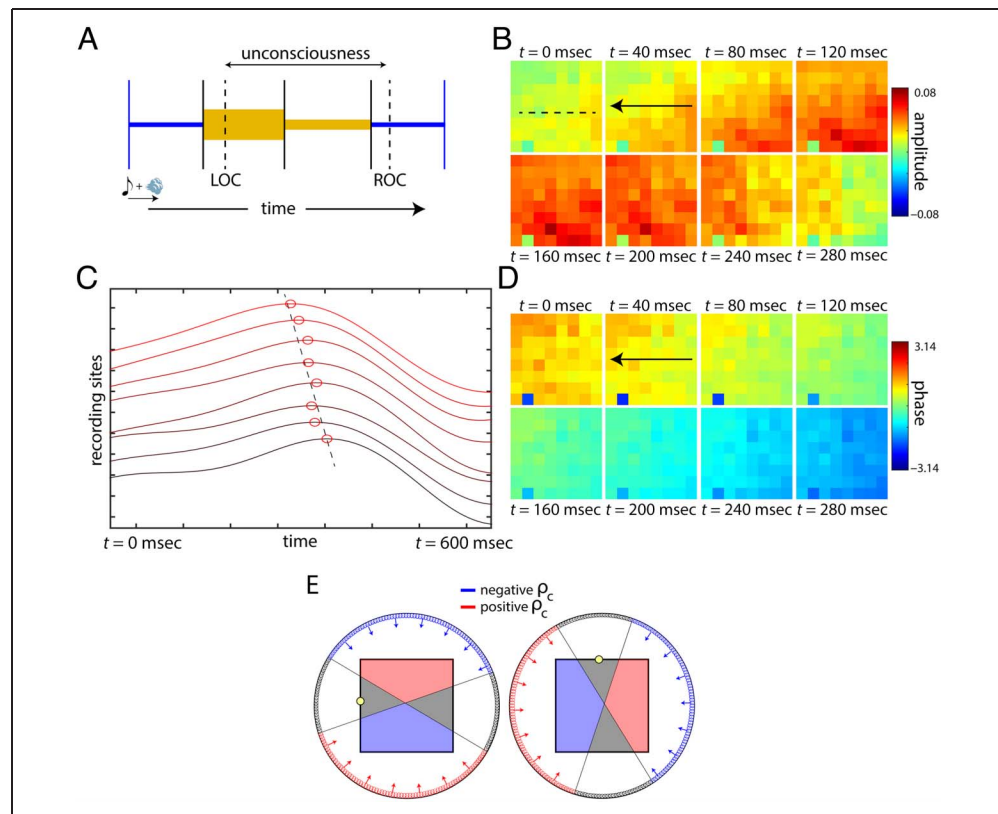 A
unconsciousness
+
LOC
ROC
time
B
t = 0 msec
t = 40 msec
t = 80 msec
t = 120 msec
0.08
amplitude
−0.08
t = 160 msec
t = 200 msec
t = 240 msec
t = 280 msec
C
recording sites
t = 0 msec
time
t = 600 msec
D
t = 0 msec
t = 40 msec
t = 80 msec
t = 120 msec
3.14
phase
−3.14
t = 160 msec
t = 200 msec
t = 240 msec
t = 280 msec
E
negative ρc
positive ρc